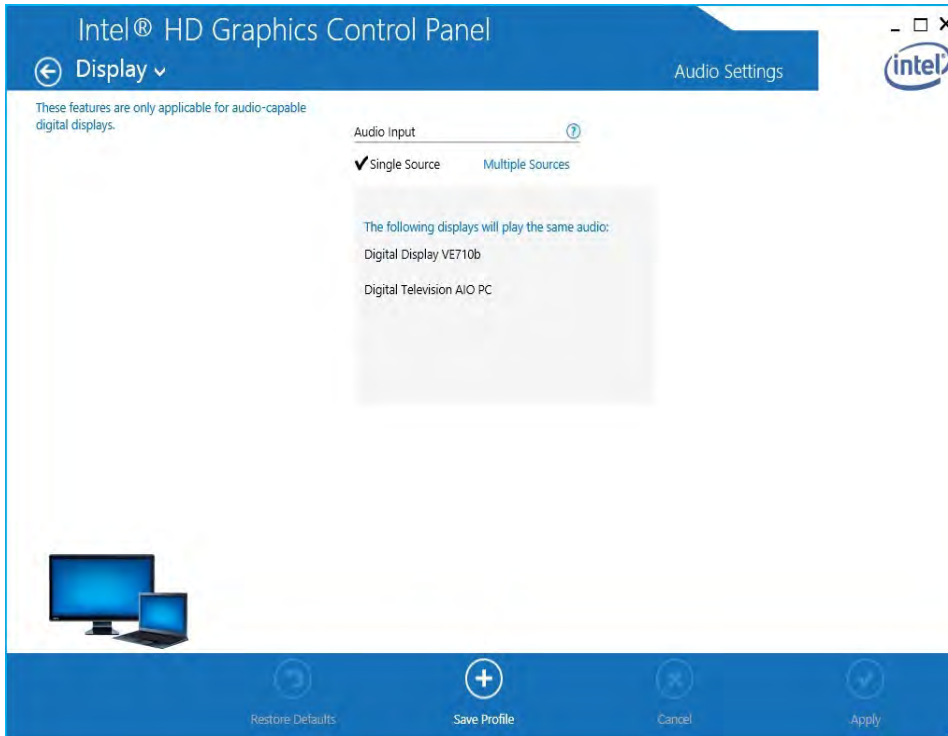 Intel® HD Graphics Control Panel
Display
Audio Settings
intel
These features are only applicable for audio-capable
digital displays.
Audio Input
?
Single Source
Multiple Sources
The following displays will play the same audio:
Digital Display VE710b
Digital Television AIO PC
Restore Defaults
Save Profile
Cancel
Apply